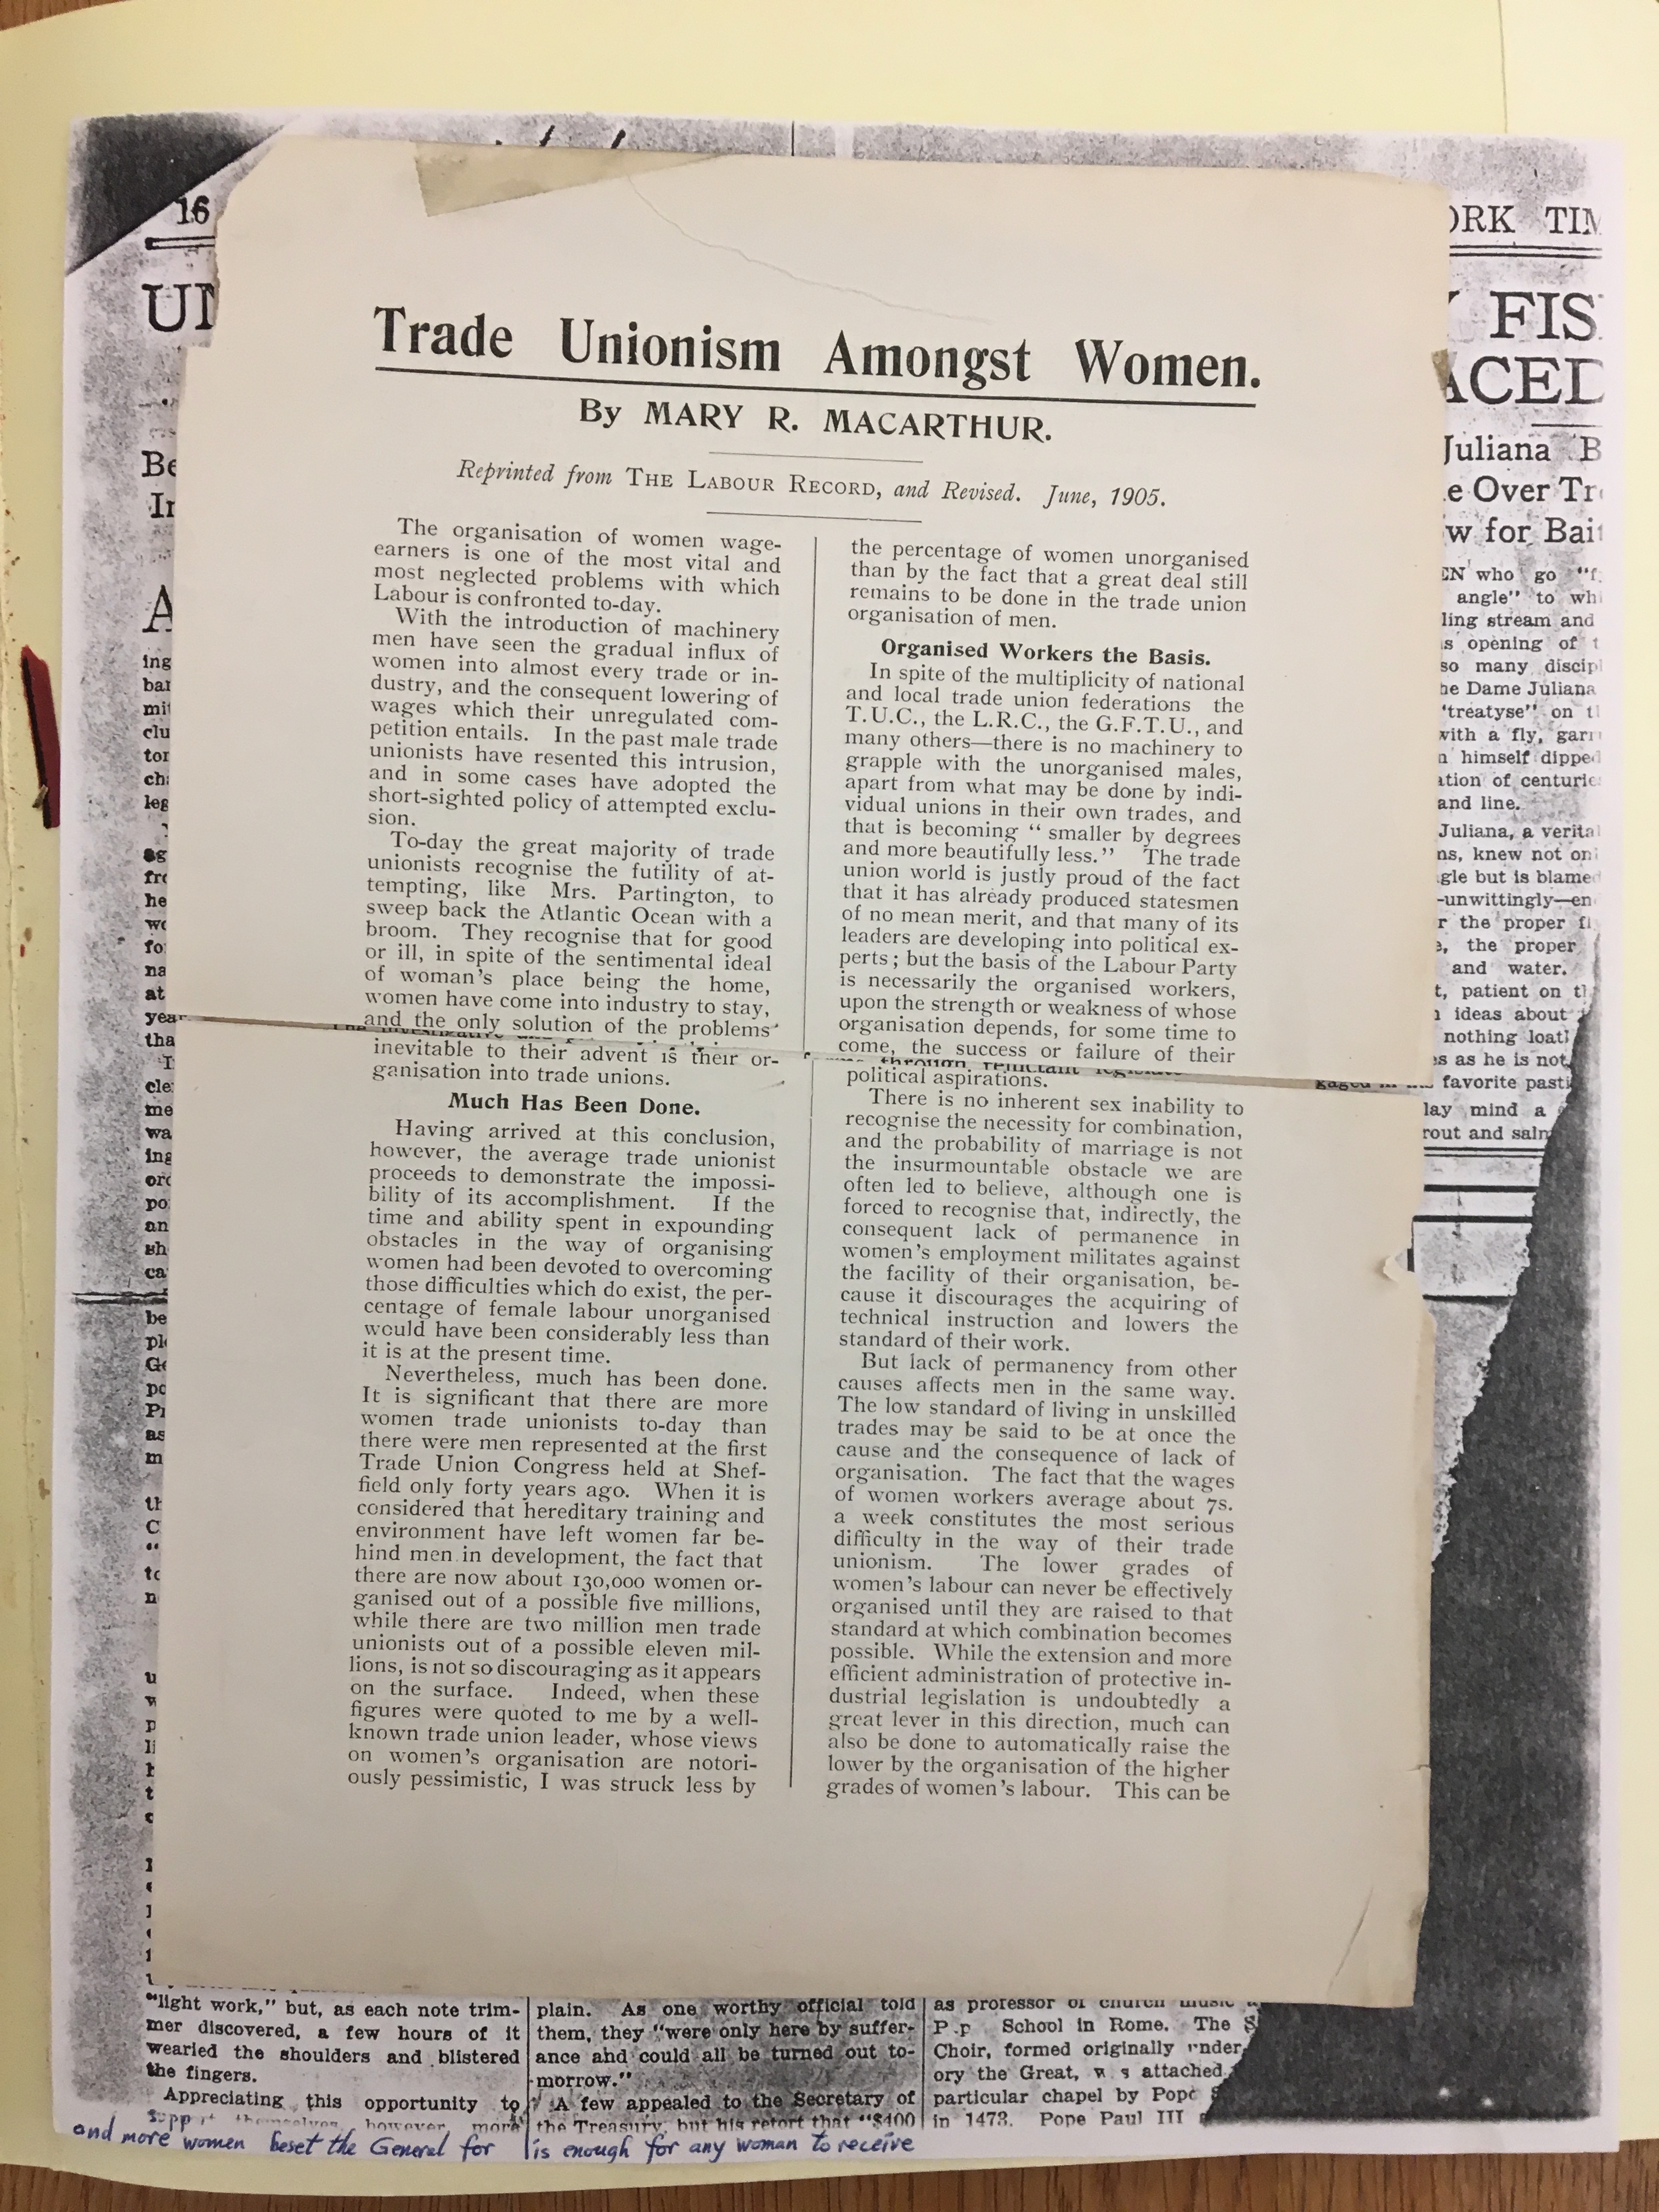 Trade Unionism Amongst Women.
By MARY R. MACARTHUR.
Reprinted from THE LABOUR RECORD, and Revised. June, 1905.
The organisation of women wage-
earners is one of the most vital and
most neglected problems with which
Labour is confronted to-day.
With the introduction of machinery
men have seen the gradual influx of
women into almost every trade or in-
dustry, and the consequent lowering of
wages which their unregulated com-
petition entails. In the past male trade
unionists have resented this intrusion,
and in some cases have adopted the
short-sighted policy of attempted exclu-
sion.
To-day the great majority of trade
unionists recognise the futility of at-
tempting, like Mrs. Partington, to
sweep back the Atlantic Ocean with a
broom. They recognise that for good
or ill, in spite of the sentimental ideal
of woman's place being the home,
women have come into industry to stay,
and the only solution of the problems
inevitable to their advent is their or-
ganisation into trade unions.
Much Has Been Done.
Having arrived at this conclusion,
however, the average trade unionist
proceeds to demonstrate the impossi-
bility of its accomplishment. If the
time and ability spent in expounding
obstacles in the way of organising
women had been devoted to overcoming
those difficulties which do exist, the per-
centage of female labour unorganised
would have been considerably less than
it is at the present time.
Nevertheless, much has been done.
It is significant that there are more
women trade unionists to-day than
there were men represented at the first
Trade Union Congress held at Shef-
field only forty years ago. When it is
considered that hereditary training and
environment have left women far be-
hind men in development, the fact that
there are now about 130,000 women or-
ganised out of a possible five millions,
while there are two million men trade
unionists out of a possible eleven mil-
lions, is not so discouraging as it appears
on the surface. Indeed, when these
figures were quoted to me by a well-
known trade union leader, whose views
on women's organisation are notori-
ously pessimistic, I was struck less by
the percentage of women unorganised
than by the fact that a great deal still
remains to be done in the trade union
organisation of men.
Organised Workers the Basis.
In spite of the multiplicity of national
and local trade union federations the
T.U.C., the L.R.C., the G.F.T.U., and
many others—there is no machinery to
grapple with the unorganised males,
apart from what may be done by indi-
vidual unions in their own trades, and
that is becoming " smaller by degrees
and more beautifully less." The trade
union world is justly proud of the fact
that it has already produced statesmen
of no mean merit, and that many of its
leaders are developing into political ex-
perts ; but the basis of the Labour Party
is necessarily the organised workers,
upon the strength or weakness of whose
organisation depends, for some time to
come, the success or failure of their
political aspirations.
There is no inherent sex inability to
recognise the necessity for combination,
and the probability of marriage is not
the insurmountable obstacle we are
often led to believe, although one is
forced to recognise that, indirectly, the
consequent lack of permanence in
women's employment militates against
the facility of their organisation, be-
cause it discourages the acquiring of
technical instruction and lowers the
standard of their work.
But lack of permanency from other
causes affects men in the same way.
The low standard of living in unskilled
trades may be said to be at once the
cause and the consequence of lack of
organisation. The fact that the wages
of women workers average about 7s.
a week constitutes the most serious
difficulty in the way of their trade
unionism. The lower grades of
women's labour can never be effectively
organised until they are raised to that
standard at which combination becomes
possible. While the extension and more
efficient administration of protective in-
dustrial legislation is undoubtedly a
great lever in this direction, much can
also be done to automatically raise the
lower by the organisation of the higher
grades of women's labour. This can be
16
ORK TIM
FIS
ACED
Juliana B
e Over Tr
w for Bait
EN who go "f
angle" to wh
ling stream and
s opening of t
so many discip
he Dame Juliana
"treatyse" on t
with a fly, garr
n himself dipped
ation of centurie
and line.
Juliana, a verita
ns, knew not on
gle but is blamed
-unwittingly—en
r the proper fl
e, the proper
and water.
t, patient on t
ideas about
nothing loat
es as he is not
favorite pasti
lay mind a
rout and salm
"light work," but, as each note trim-
mer discovered, a few hours of it
wearied the shoulders and blistered
the fingers.
Appreciating this opportunity to
support themselves, however, more
and more women beset the General for
plain. As one worthy official told
them, they "were only here by suffer-
ance and could all be turned out to-
morrow."
A few appealed to the Secretary of
the Treasury, but his retort that "$400
is enough for any woman to receive
as professor of church music
School in Rome. The S
Choir, formed originally under
ory the Great, was attached
particular chapel by Pope
in 1473. Pope Paul III